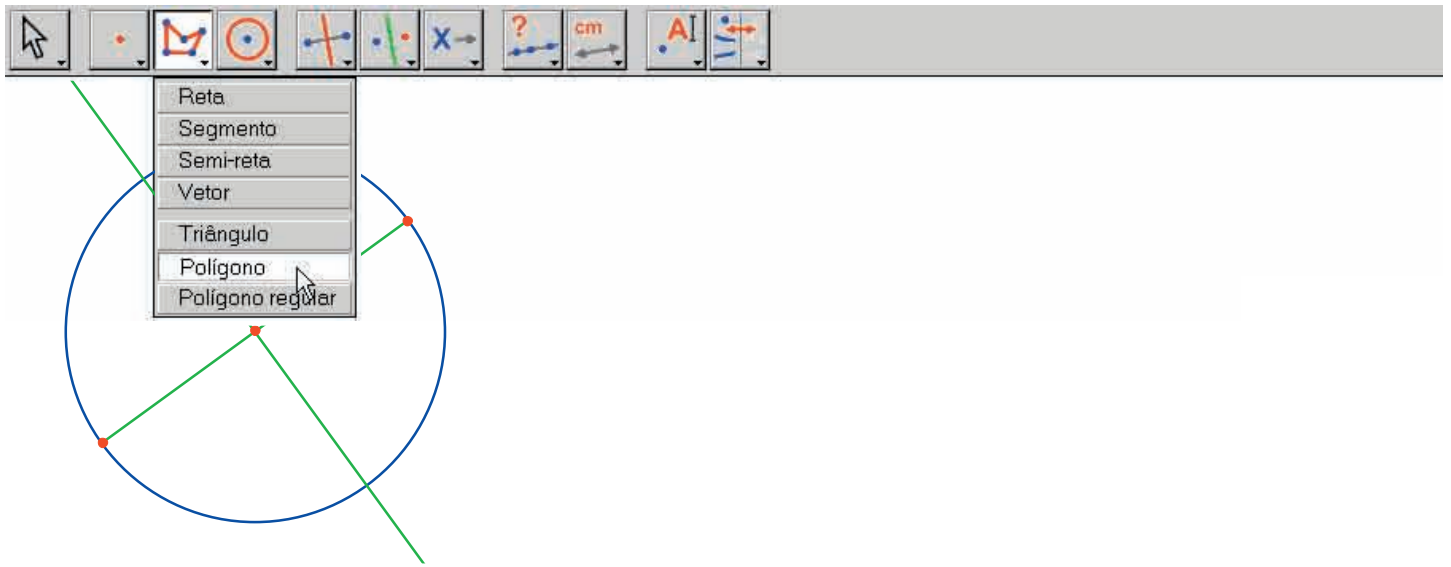 X
?
cm
A
Reta
Segmento
Semi-reta
Vetor
Triângulo
Polígono
Polígono regular